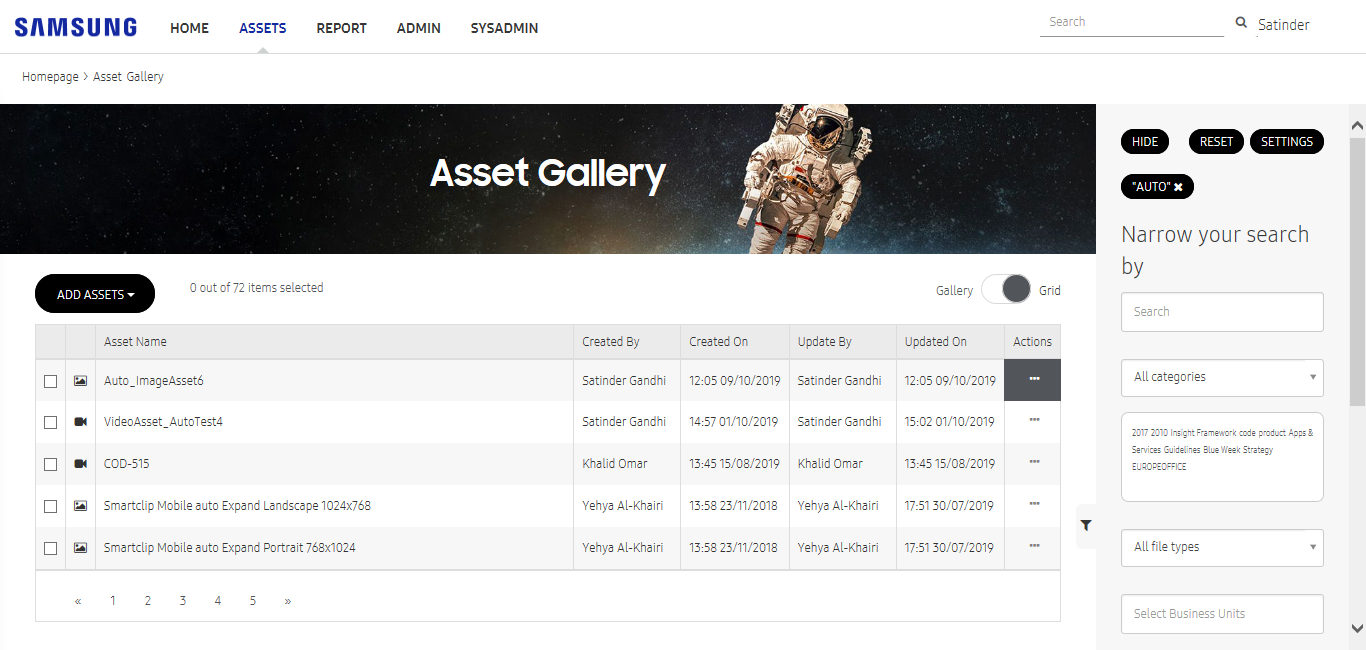 SAMSUNG HOME ASSETS REPORT ADMIN SYSADMIN Search Satinder
Homepage > Asset Gallery
Asset Gallery
HIDE RESET SETTINGS
"AUTO" ✖
Narrow your search
by
Search
All categories
2017 2010 Insight Framework code product Apps &
Services Guidelines Blue Week Strategy
EUROPEOFFICE
All file types
Select Business Units
ADD ASSETS 0 out of 72 items selected Gallery Grid
Asset Name Created By Created On Update By Updated On Actions
Auto_ImageAsset6 Satinder Gandhi 12:05 09/10/2019 Satinder Gandhi 12:05 09/10/2019 ...
VideoAsset_AutoTest4 Satinder Gandhi 14:57 01/10/2019 Satinder Gandhi 15:02 01/10/2019 ...
COD-515 Khalid Omar 13:45 15/08/2019 Khalid Omar 13:45 15/08/2019 ...
Smartclip Mobile auto Expand Landscape 1024x768 Yehya Al-Khairi 13:58 23/11/2018 Yehya Al-Khairi 17:51 30/07/2019 ...
Smartclip Mobile auto Expand Portrait 768x1024 Yehya Al-Khairi 13:58 23/11/2018 Yehya Al-Khairi 17:51 30/07/2019 ...
« 1 2 3 4 5 »